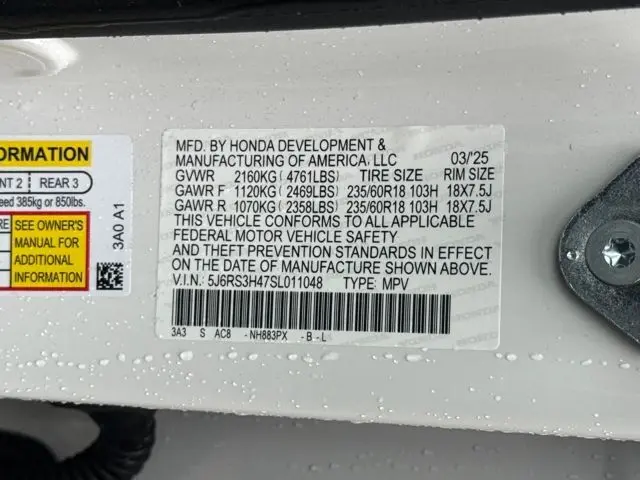 ORMATION
NT 2 REAR 3
eed 385kg or 850lbs.
RE
SEE OWNER'S
MANUAL FOR
ADDITIONAL
INFORMATION
3A0 A1
MFD. BY HONDA DEVELOPMENT &
MANUFACTURING OF AMERICA, LLC 03/'25
GVWR 2160KG ( 4761LBS) TIRE SIZE RIM SIZE
GAWR F 1120KG ( 2469LBS) 235/60R18 103H 18X7.5J
GAWR R 1070KG ( 2358LBS) 235/60R18 103H 18X7.5J
THIS VEHICLE CONFORMS TO ALL APPLICABLE
FEDERAL MOTOR VEHICLE SAFETY
AND THEFT PREVENTION STANDARDS IN EFFECT
ON THE DATE OF MANUFACTURE SHOWN ABOVE.
V.I.N.: 5J6RS3H47SL011048 TYPE: MPV
3A3 S AC8 - NH883PX - B - L